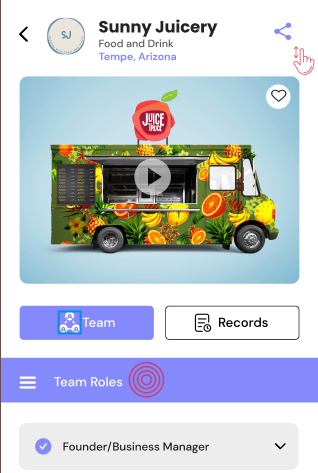 SJ
Sunny Juicery
Food and Drink
Tempe, Arizona
JUICE
TRUCK
Team
Records
Team Roles
Founder/Business Manager